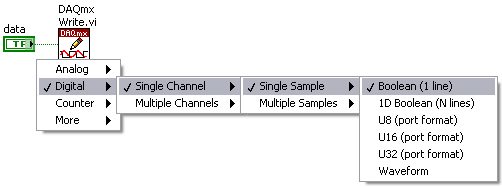 DAQmx
Write.vi
data
TF
DAQmx
Analog
Digital
Counter
More
Single Channel
Multiple Channels
Single Sample
Multiple Samples
Boolean (1 line)
1D Boolean (N lines)
U8 (port format)
U16 (port format)
U32 (port format)
Waveform